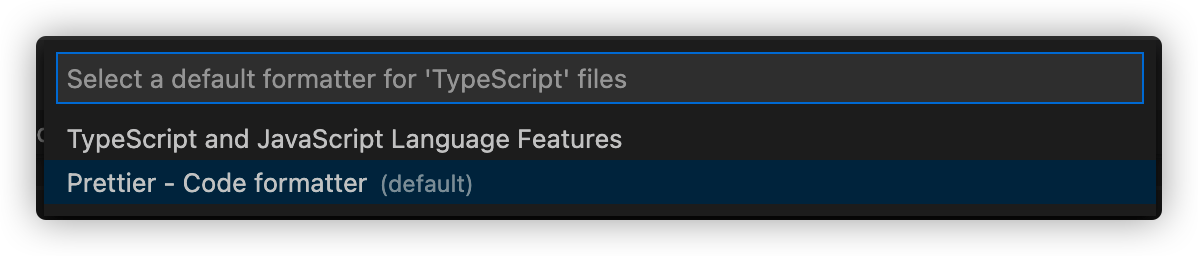 Select a default formatter for 'TypeScript' files
TypeScript and JavaScript Language Features
Prettier - Code formatter (default)